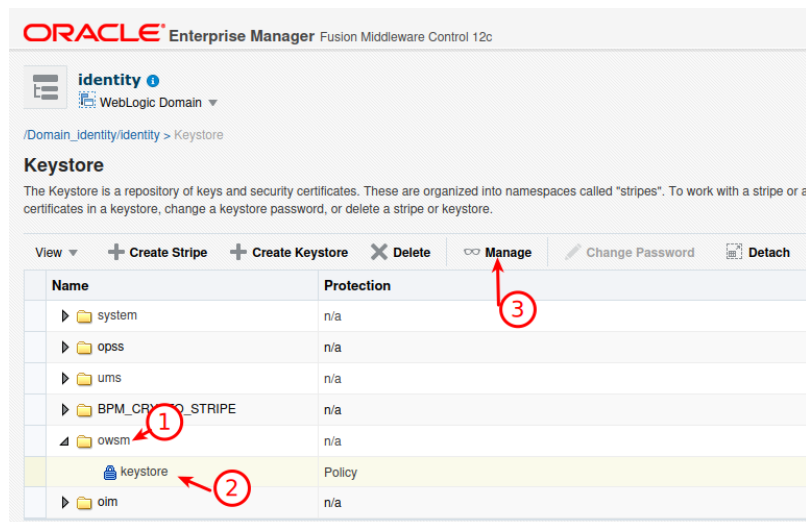 ORACLE® Enterprise Manager Fusion Middleware Control 12c
identity
WebLogic Domain
/Domain_identity/identity > Keystore
Keystore
The Keystore is a repository of keys and security certificates. These are organized into namespaces called "stripes". To work with a stripe or a
certificates in a keystore, change a keystore password, or delete a stripe or keystore.
View Create Stripe Create Keystore Delete Manage Change Password Detach
Name Protection
3
system n/a
opss n/a
ums n/a
BPM_CRYPTO_STRIPE n/a
1
owsm n/a
keystore Policy
2
oim n/a